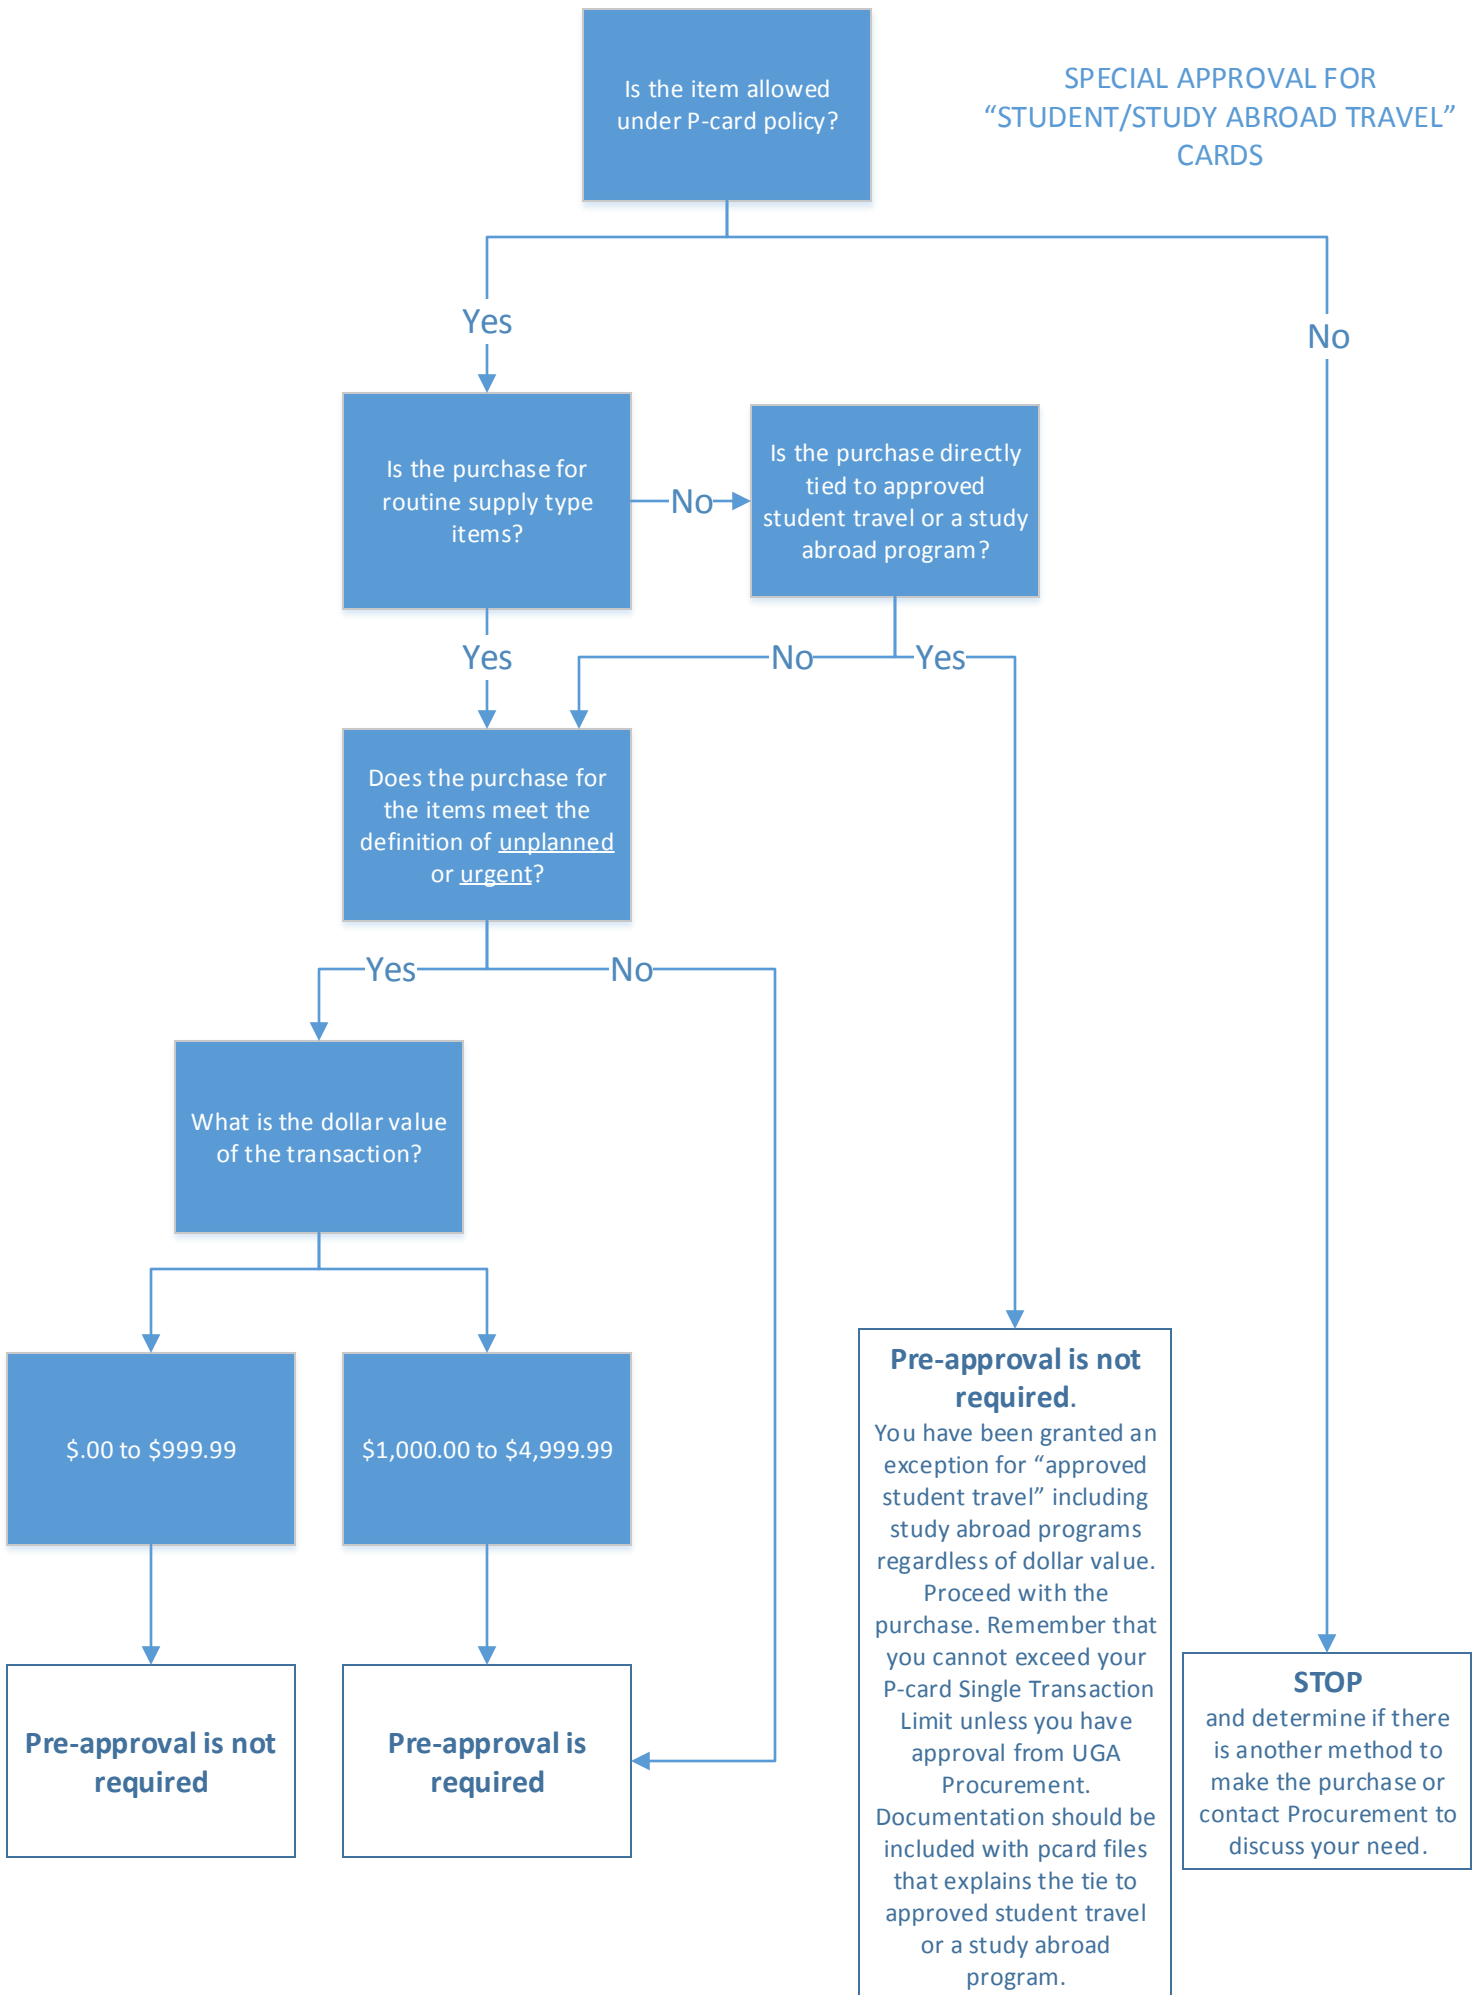 Is the item allowed
under P-card policy?
SPECIAL APPROVAL FOR
“STUDENT/STUDY ABROAD TRAVEL”
CARDS
Yes
No
Is the purchase for
routine supply type
items?
No
Is the purchase directly
tied to approved
student travel or a study
abroad program?
Yes
No
Yes
Does the purchase for
the items meet the
definition of unplanned
or urgent?
Yes
No
What is the dollar value
of the transaction?
$.00 to $999.99
$1,000.00 to $4,999.99
Pre-approval is not
required
Pre-approval is
required
Pre-approval is not
required.
You have been granted an
exception for “approved
student travel” including
study abroad programs
regardless of dollar value.
Proceed with the
purchase. Remember that
you cannot exceed your
P-card Single Transaction
Limit unless you have
approval from UGA
Procurement.
Documentation should be
included with pcard files
that explains the tie to
approved student travel
or a study abroad
program.
STOP
and determine if there
is another method to
make the purchase or
contact Procurement to
discuss your need.